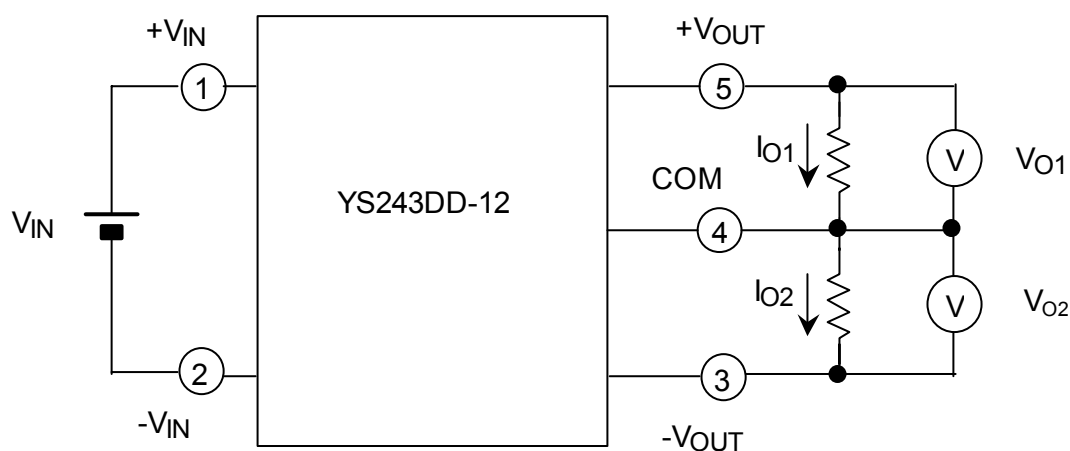 +VIN
+VOUT
1
5
IO1
V
VO1
COM
YS243DD-12
VIN
4
IO2
V
VO2
2
3
-VIN
-VOUT